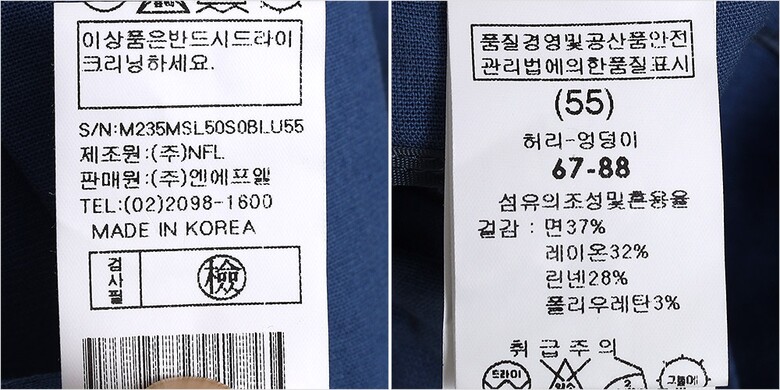 이상품은반드시드라이
크리닝하세요.
S/N:M235MSL50S0BLU55
제조원:(주)NFL
판매원:(주)엔에프엘
TEL:(02)2098-1600
MADE IN KOREA
검사필
檢
품질경영및공산품안전
관리법에의한품질표시
(55)
허리-엉덩이
67-88
섬유의조성및혼용율
겉감 : 면37%
레이온32%
린넨28%
폴리우레탄3%
취급주의
드라이
그늘에